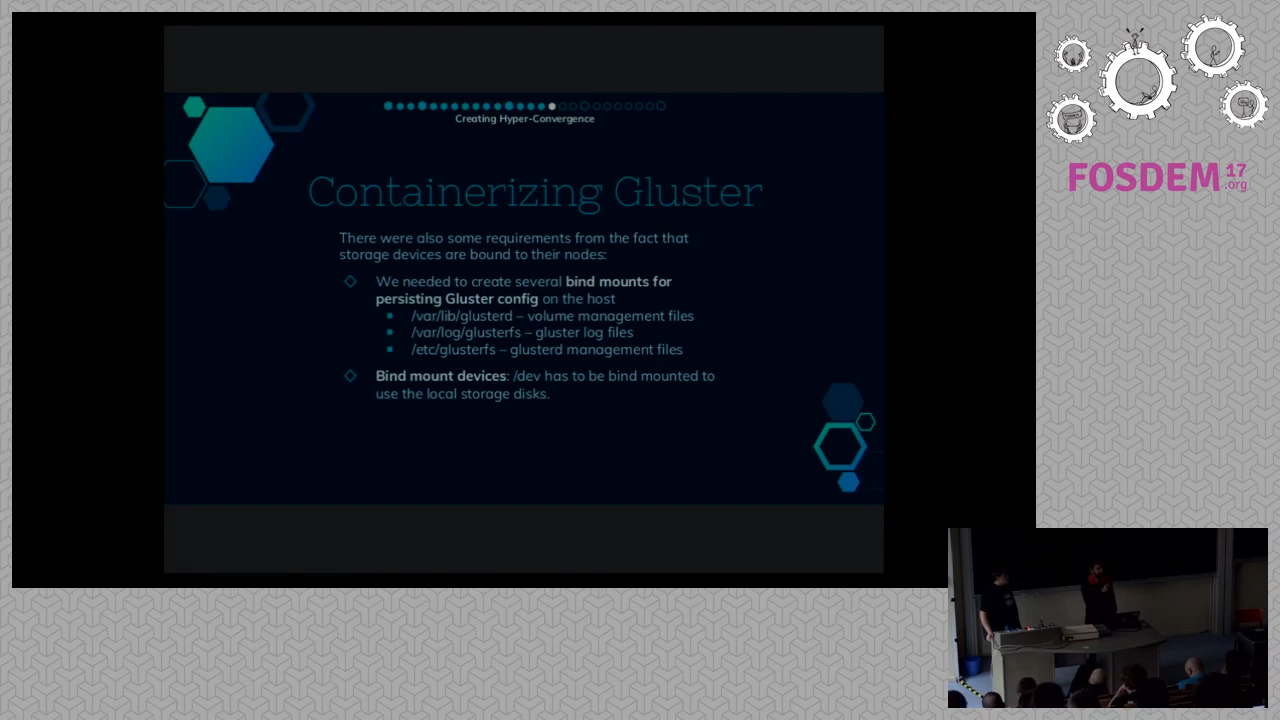 Creating Hyper-Convergence
Containerizing Gluster
There were also some requirements from the fact that
storage devices are bound to their nodes:
We needed to create several bind mounts for
persisting Gluster config on the host
/var/lib/glusterd – volume management files
/var/log/glusterfs – gluster log files
/etc/glusterfs – glusterd management files
Bind mount devices: /dev has to be bind mounted to
use the local storage disks.
FOSDEM 17
.org